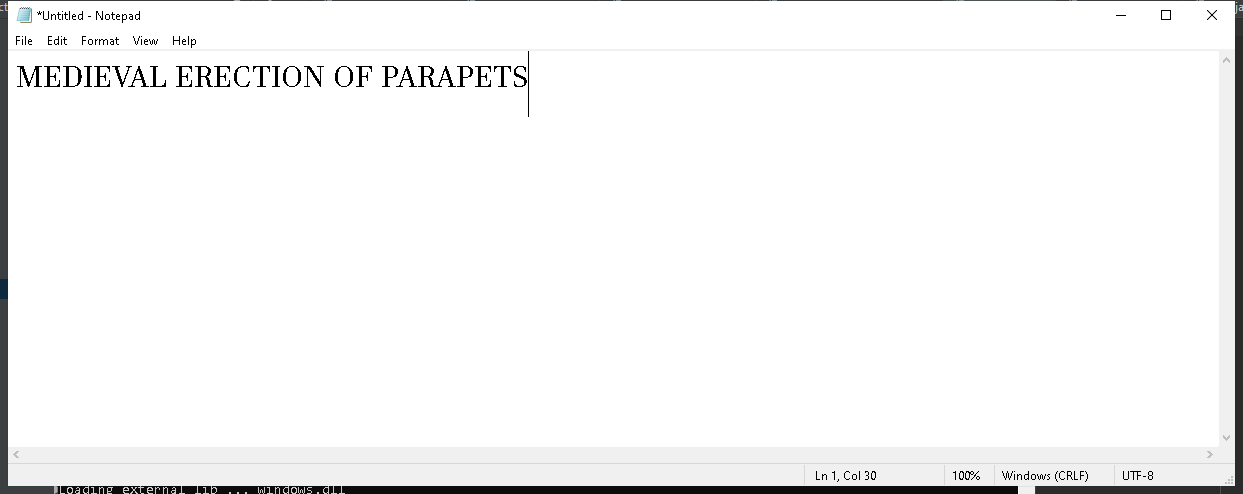 *Untitled - Notepad
File Edit Format View Help
MEDIEVAL ERECTION OF PARAPETS
Ln 1, Col 30 100% Windows (CRLF) UTF-8
Loading external lib ... windows.dll